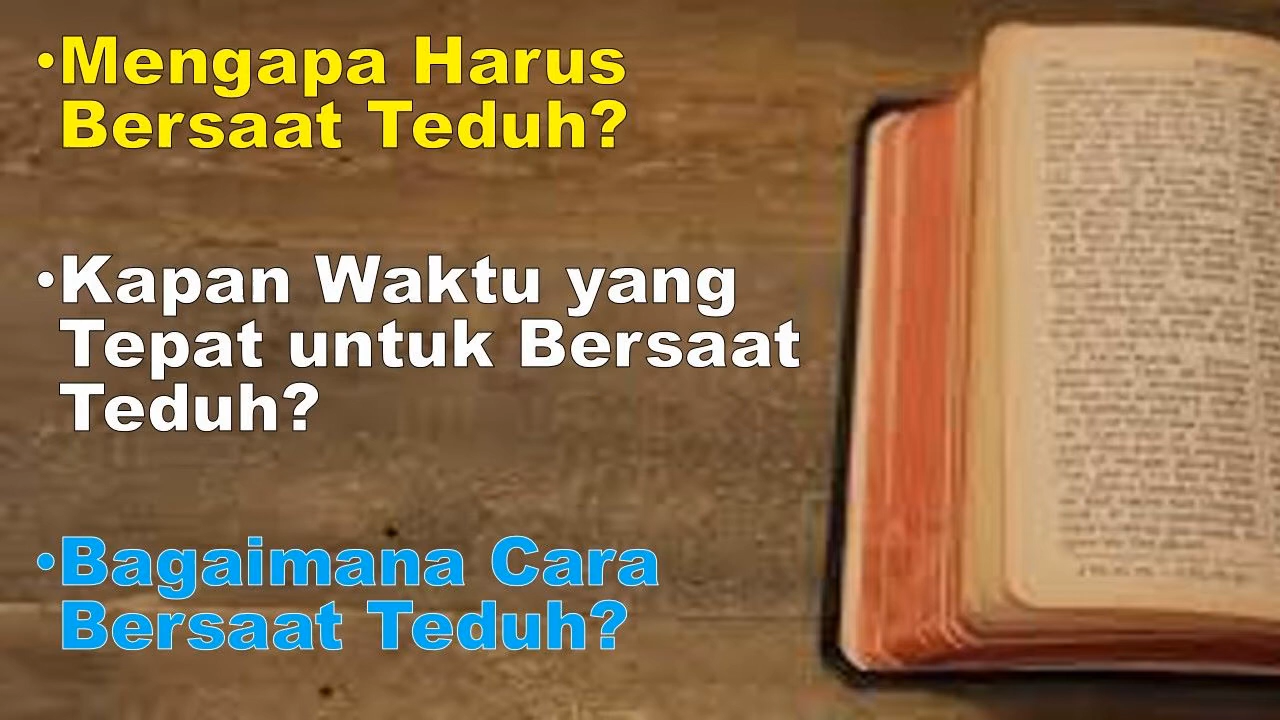 •Mengapa Harus
Bersaat Teduh?
•Kapan Waktu yang
Tepat untuk Bersaat
Teduh?
•Bagaimana Cara
Bersaat Teduh?